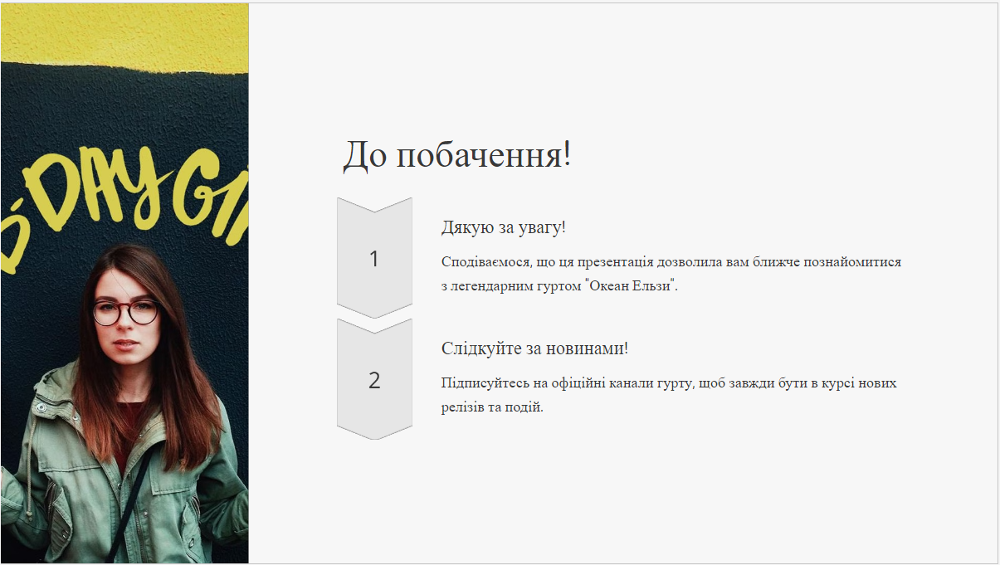 DAY
До побачення!
1
Дякую за увагу!
Сподіваємося, що ця презентація дозволила вам ближче познайомитися
з легендарним гуртом "Океан Ельзи".
2
Слідкуйте за новинами!
Підписуйтесь на офіційні канали гурту, щоб завжди бути в курсі нових
релізів та подій.